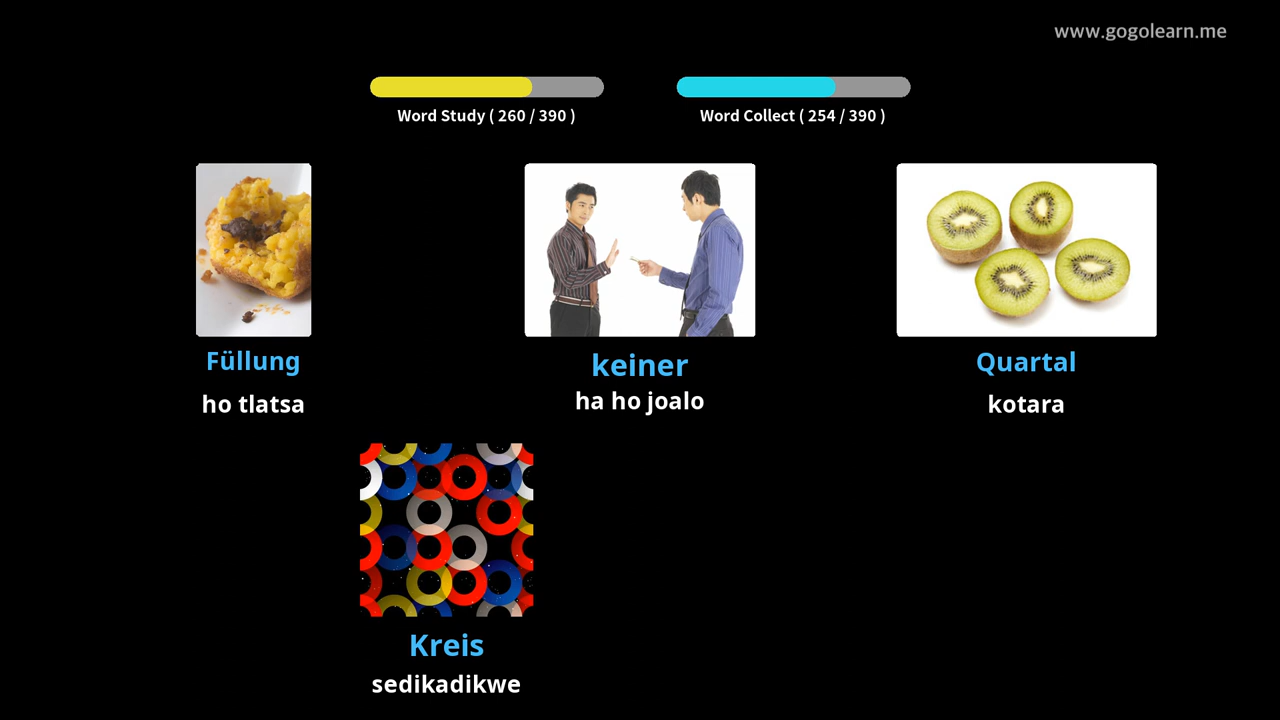 www.gogolearn.me
Word Study ( 260 / 390 )
Word Collect ( 254 / 390 )
Füllung
ho tlatsa
keiner
ha ho joalo
Quartal
kotara
Kreis
sedikadikwe